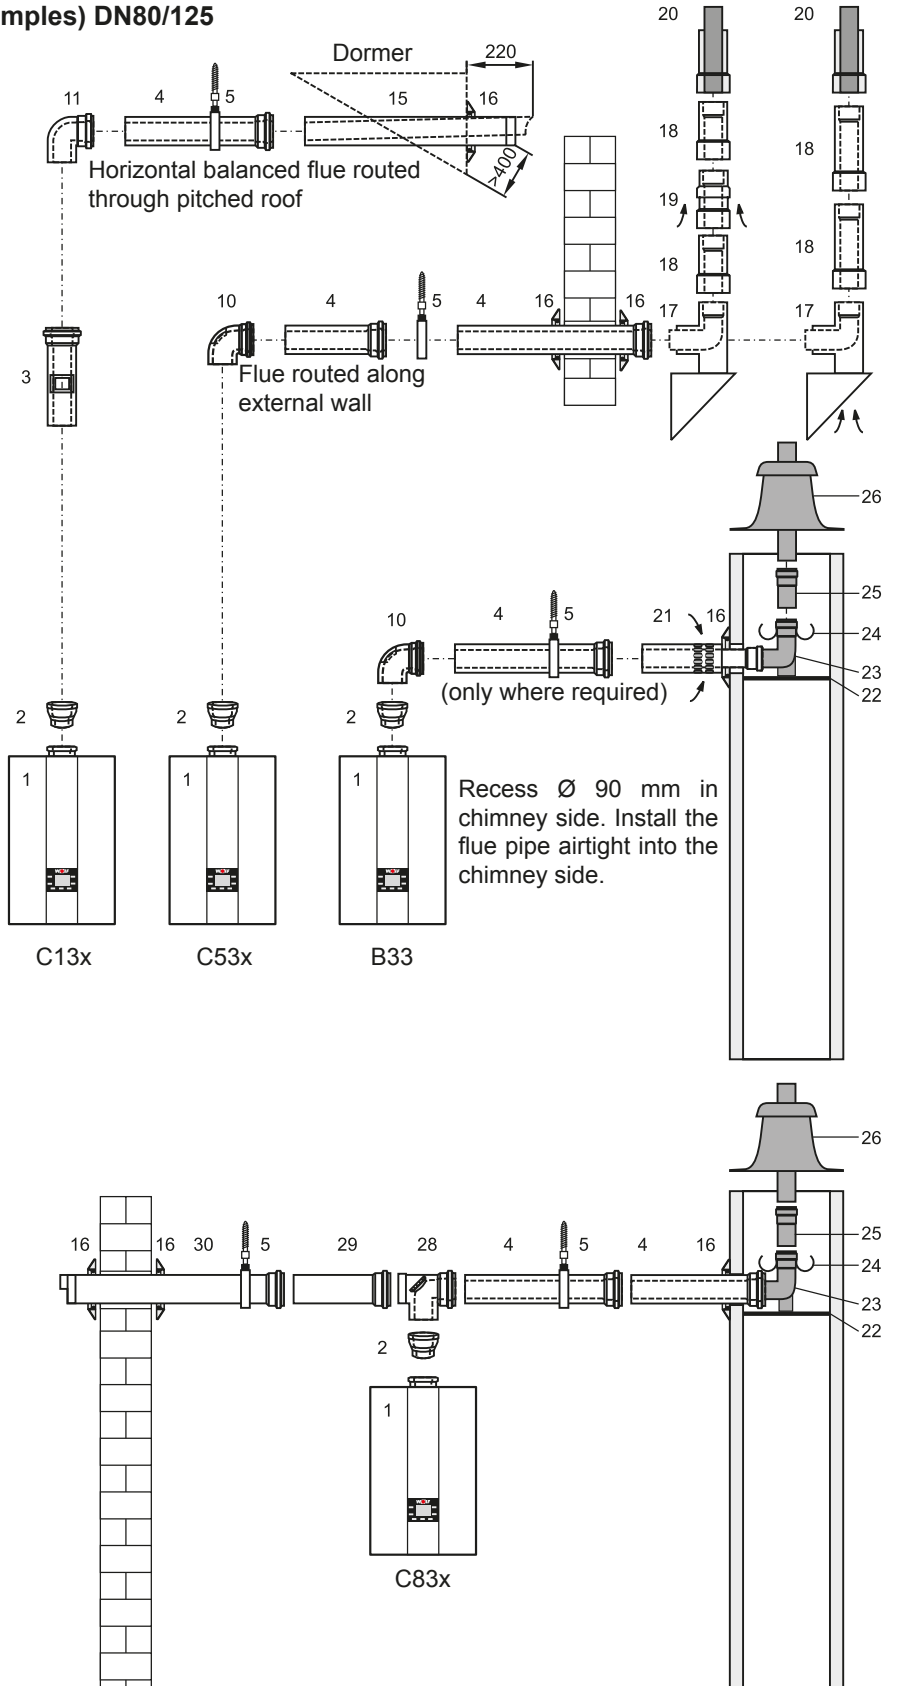 mples) DN80/125
20 20
Dormer 220
11 4 5 15 16
18 18
Horizontal balanced flue routed
through pitched roof
>400
19
18 18
10 4 5 4 16 16 17 17
3
Flue routed along
external wall
26
25
10 4 5 21 16
24
23
22
(only where required)
2 2 2
1 1 1
Recess Ø 90 mm in
chimney side. Install the
flue pipe airtight into the
chimney side.
WOLF WOLF WOLF
C13x C53x B33
26
25
16 16 30 5 29 28 4 5 4 16
24
23
22
2
1
WOLF
C83x